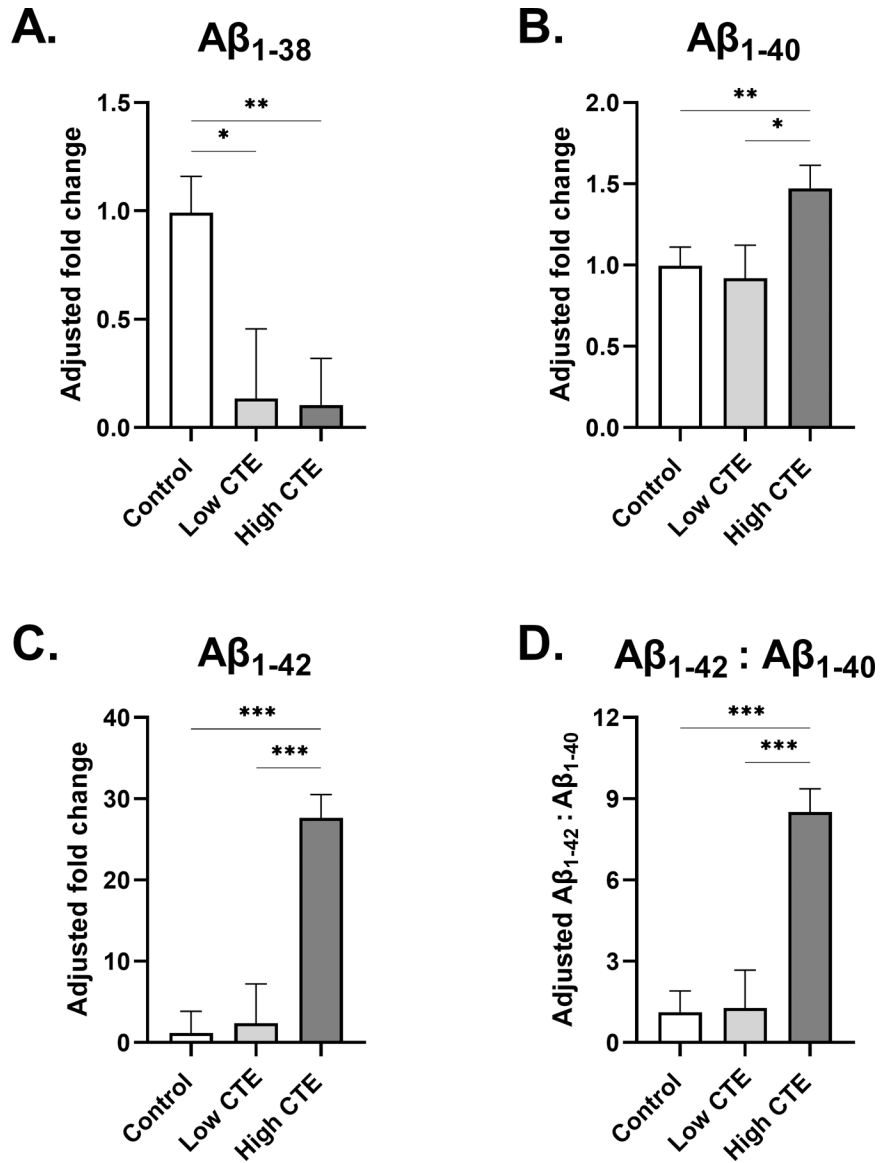 A.
Aβ1-38
Adjusted fold change
1.5
1.0
0.5
0.0
**
*
Control
Low CTE
High CTE
B.
Aβ1-40
Adjusted fold change
2.0
1.5
1.0
0.5
0.0
**
*
Control
Low CTE
High CTE
C.
Aβ1-42
Adjusted fold change
40
30
20
10
0
***
***
Control
Low CTE
High CTE
D.
Aβ1-42 : Aβ1-40
Adjusted Aβ1-42 : Aβ1-40
12
9
6
3
0
***
***
Control
Low CTE
High CTE